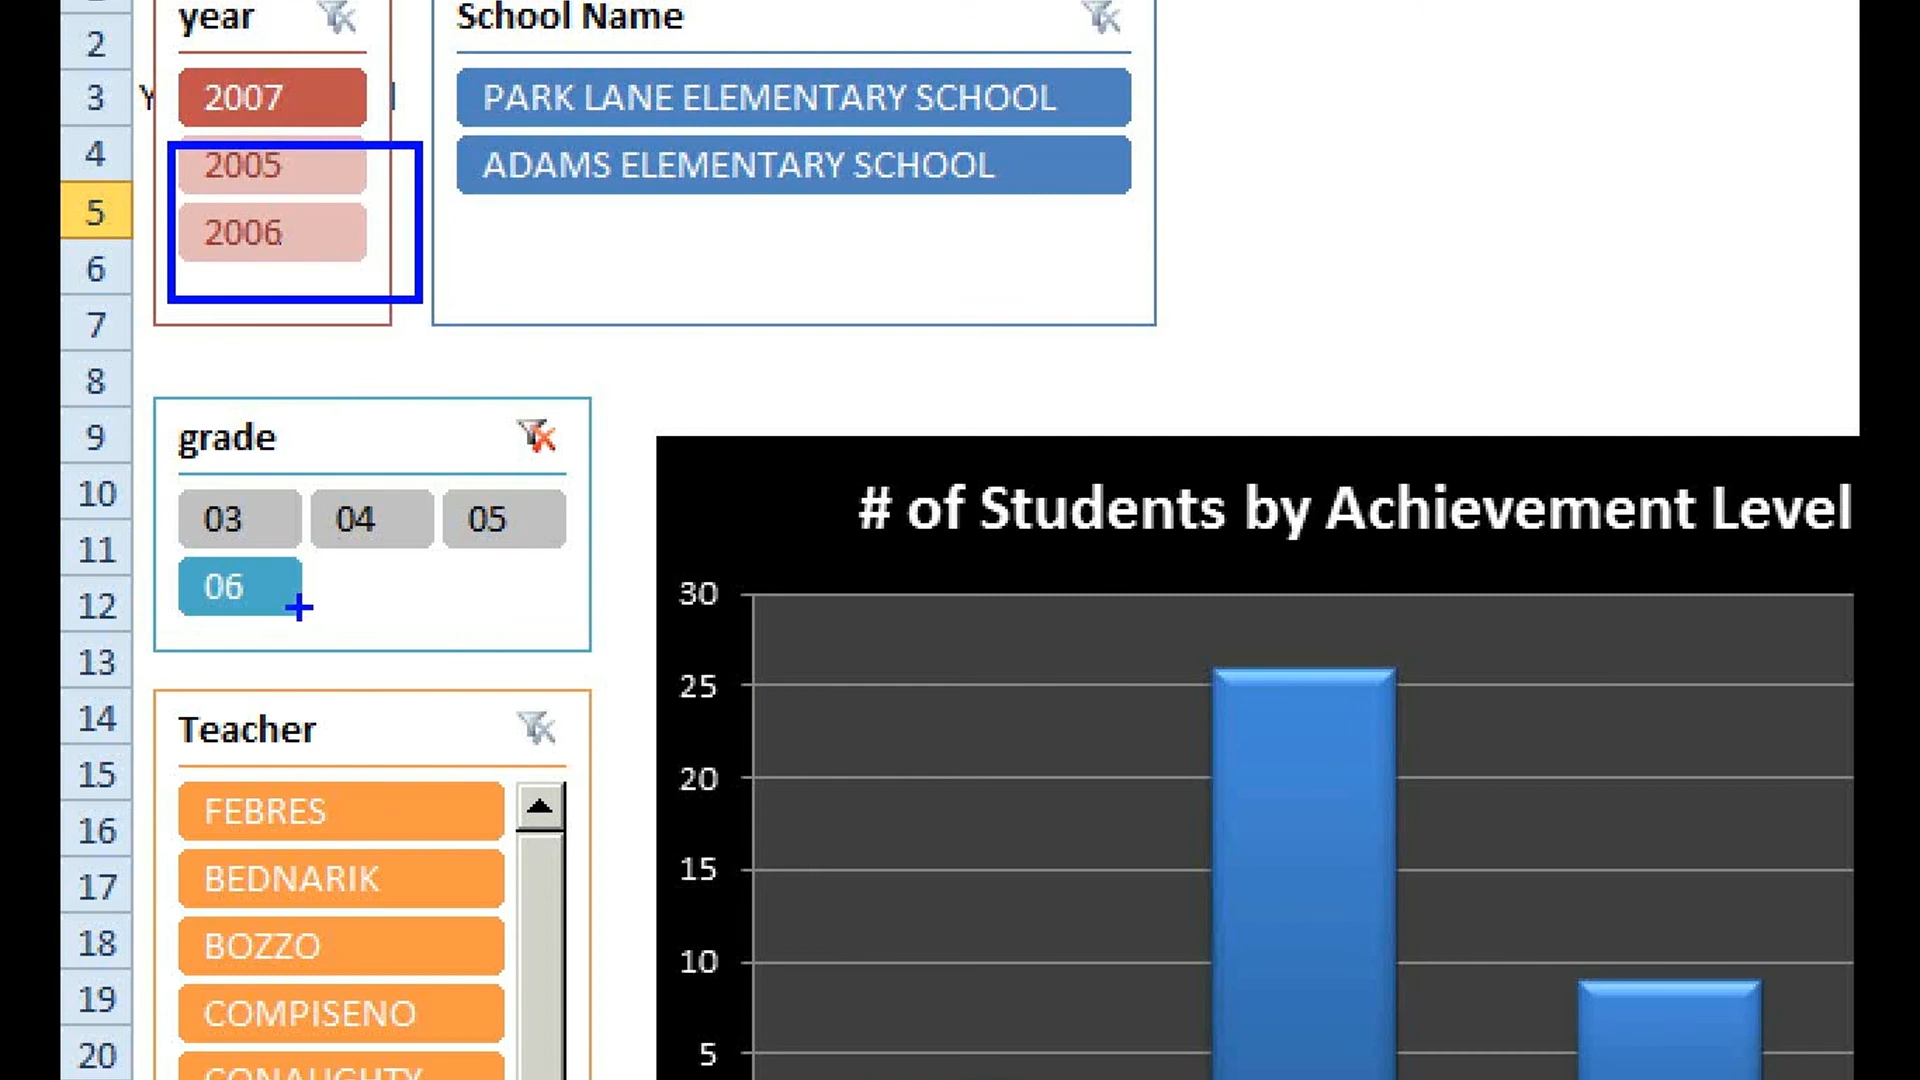 year
School Name
2
3
Y
2007
PARK LANE ELEMENTARY SCHOOL
4
2005
ADAMS ELEMENTARY SCHOOL
5
2006
6
7
8
9
grade
10
03
04
05
# of Students by Achievement Level
11
06
12
30
13
25
14
Teacher
15
20
16
FEBRES
17
BEDNARIK
15
18
BOZZO
10
19
COMPISENO
20
CONAUGHTY
5